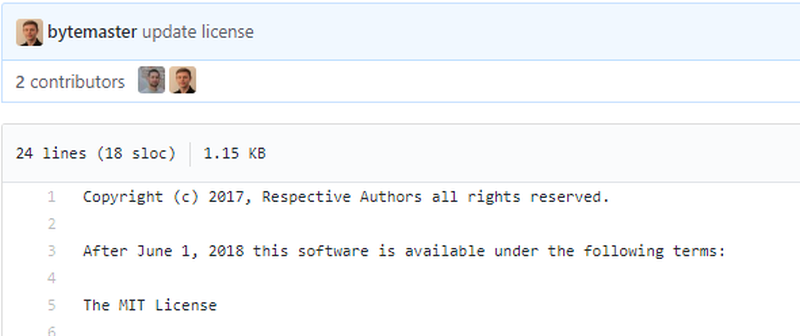 bytemaster update license
2 contributors
24 lines (18 sloc) 1.15 KB
1 Copyright (c) 2017, Respective Authors all rights reserved.
2
3 After June 1, 2018 this software is available under the following terms:
4
5 The MIT License
6